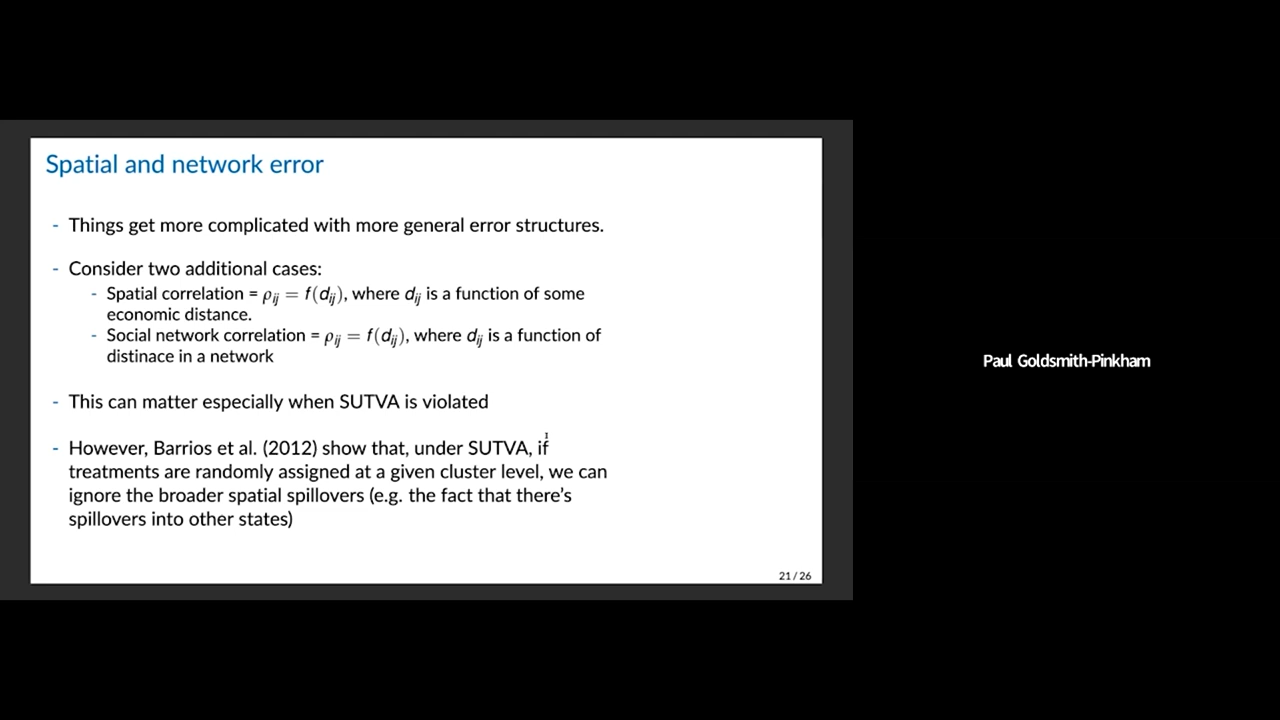 Spatial and network error
- Things get more complicated with more general error structures.
- Consider two additional cases:
- Spatial correlation = ρij = f(dij), where dij is a function of some
economic distance.
- Social network correlation = ρij = f(dij), where dij is a function of
distinace in a network
- This can matter especially when SUTVA is violated
- However, Barrios et al. (2012) show that, under SUTVA, if
treatments are randomly assigned at a given cluster level, we can
ignore the broader spatial spillovers (e.g. the fact that there's
spillovers into other states)
21 / 26
Paul Goldsmith-Pinkham